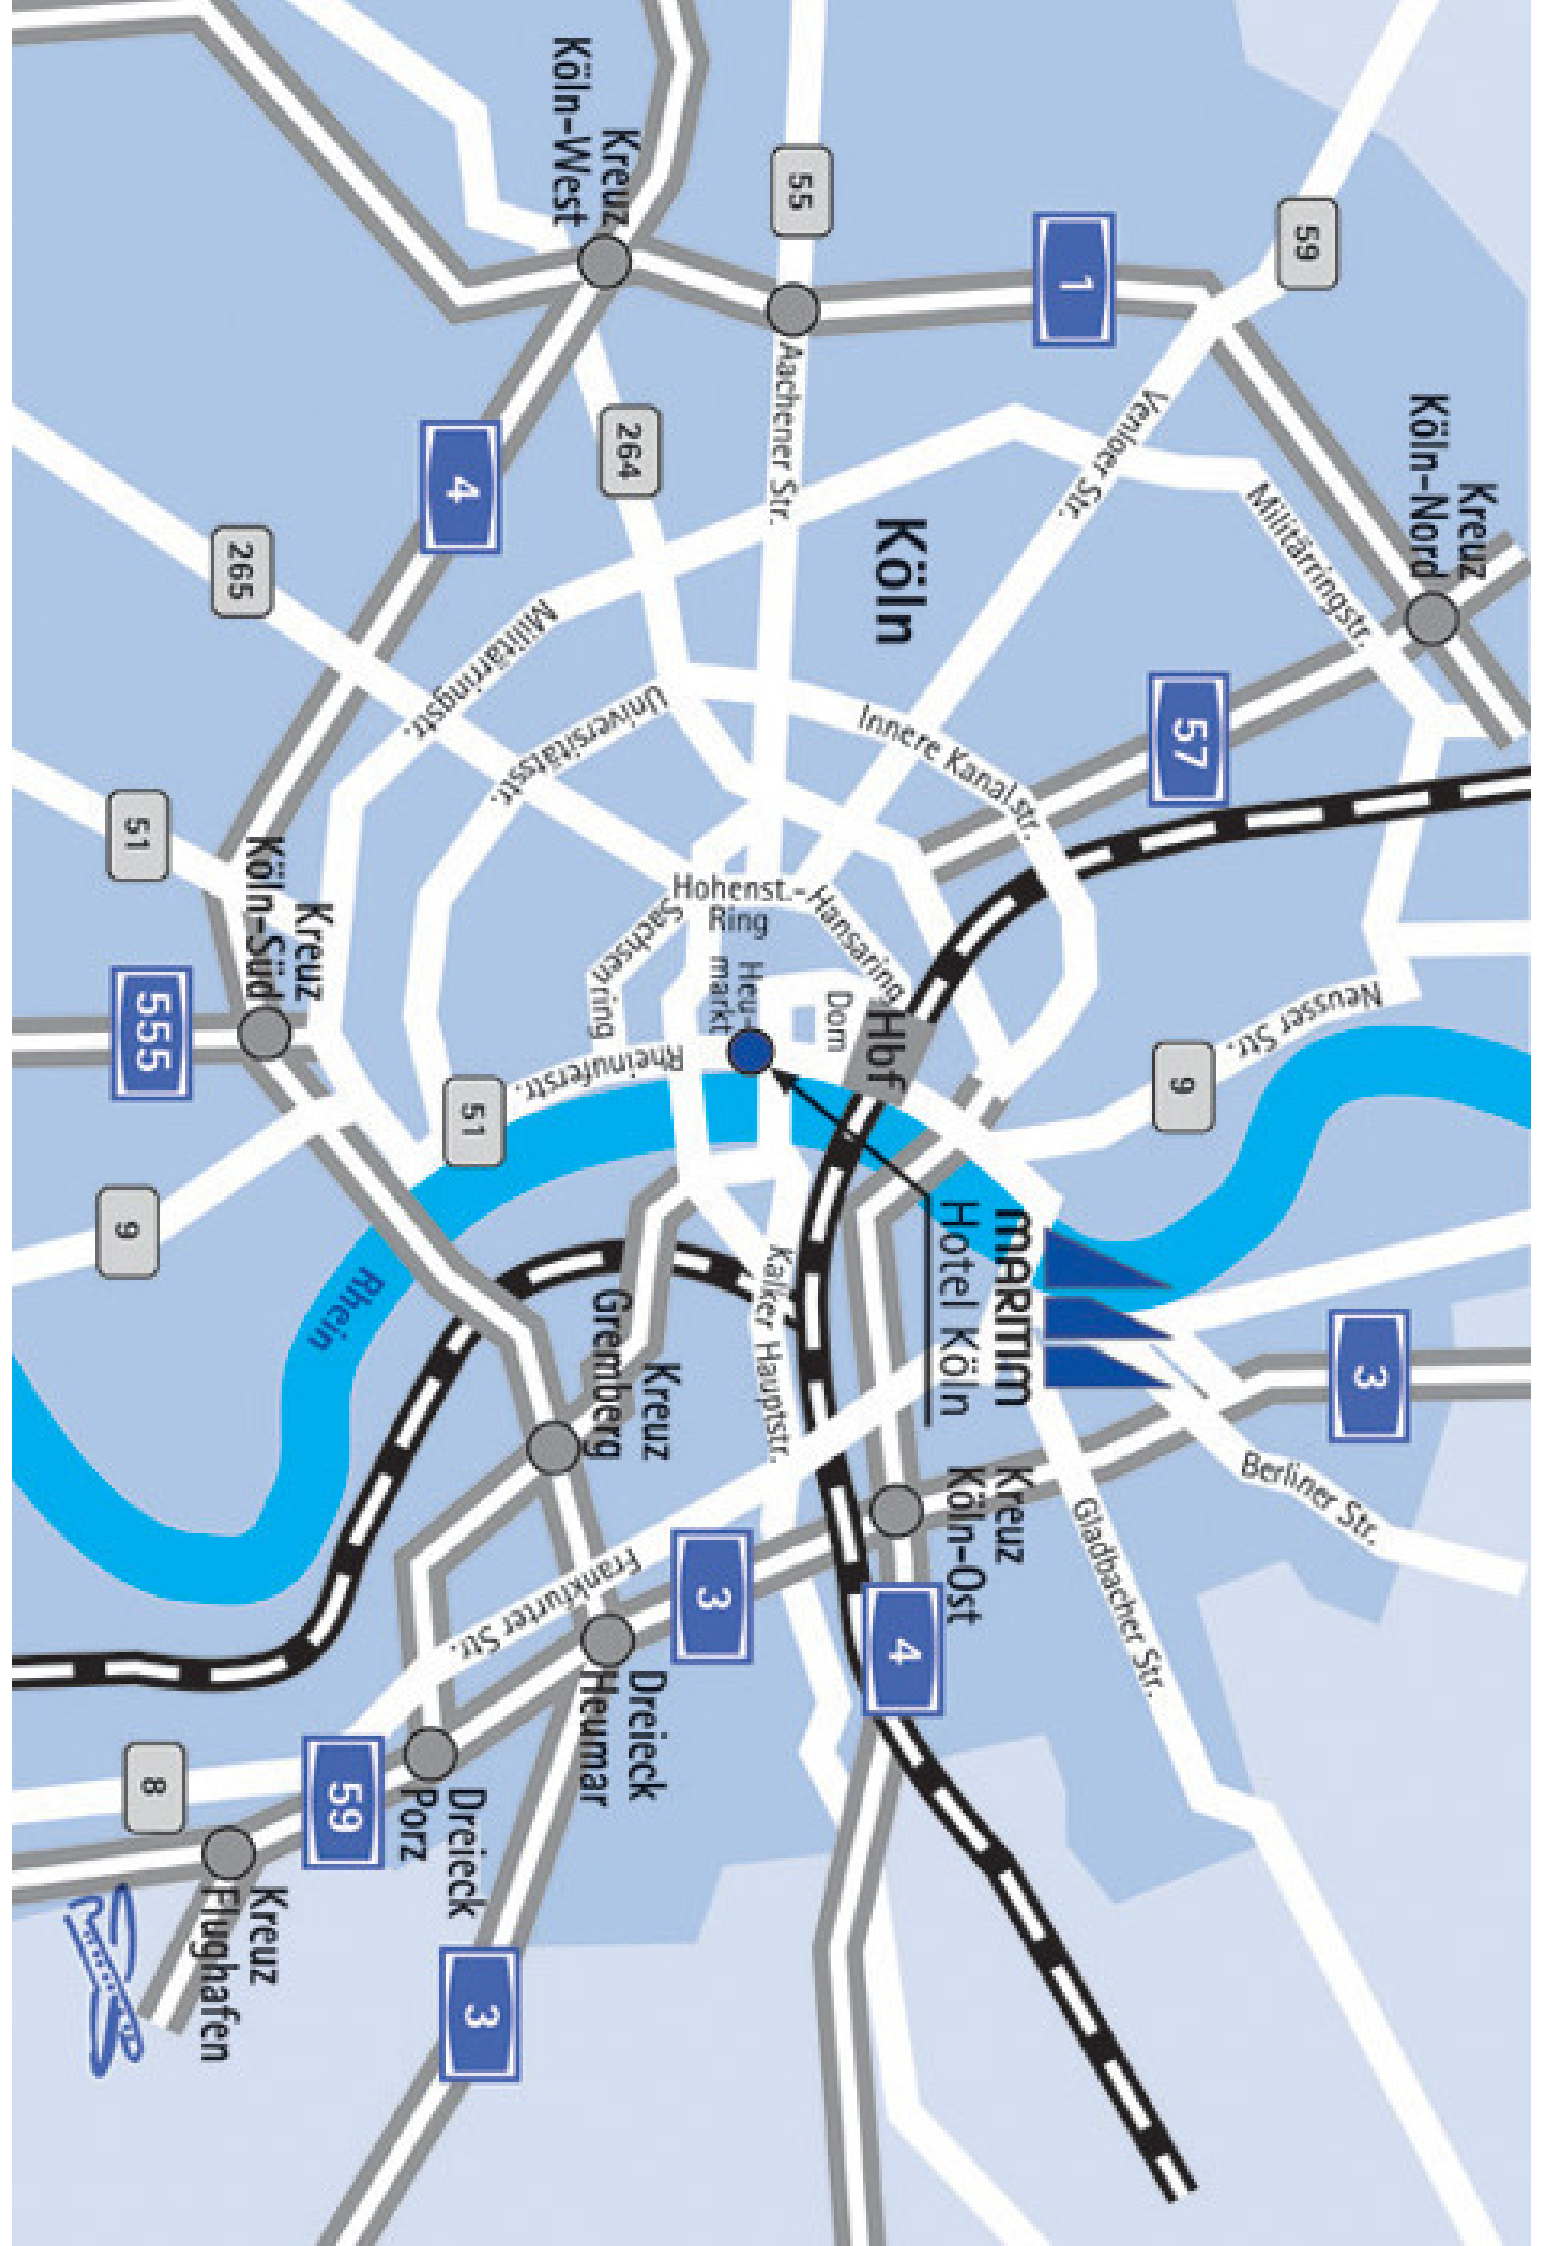 Kreuz
Köln-Nord
59
1
57
Militärringstr.
Venloer Str.
Neusser Str.
9
3
Berliner Str.
Gladbacher Str.
55
Aachener Str.
Köln
Innere Kanalstr.
Hansaring
Hbf
Dom
MARITIM
Hotel Köln
Kreuz
Köln-Ost
4
Kreuz
Köln-West
264
Hohenst.-
Ring
Heu-
markt
Kalker Hauptstr.
3
4
Militärringstr.
Universitätsstr.
Sachsenring
Rheinuferstr.
51
Kreuz
Gremberg
Frankfurter Str.
Dreieck
Heumar
265
51
Kreuz
Köln-Süd
555
9
Rhein
Dreieck
Porz
59
3
8
Kreuz
Flughafen